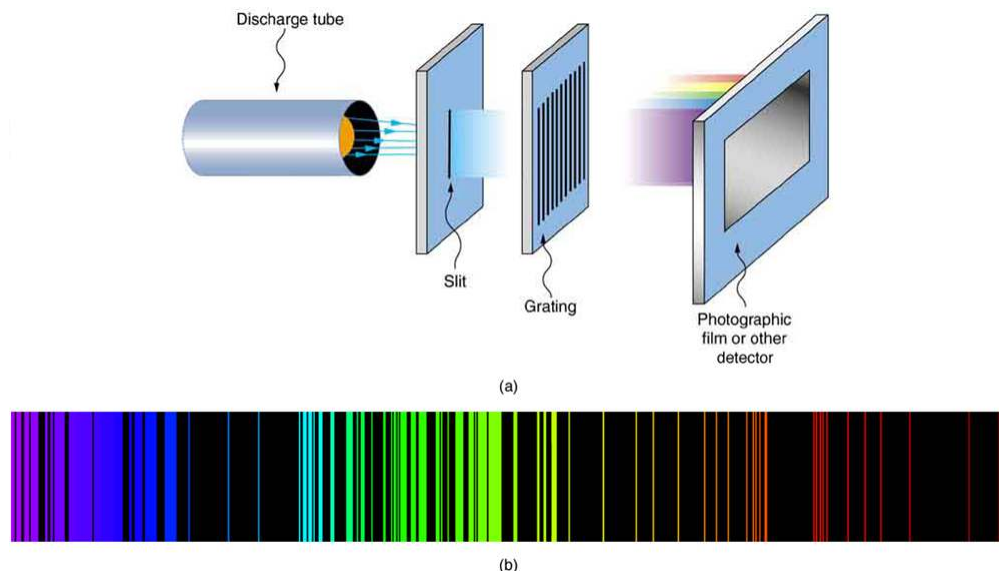 Discharge tube
Slit
Grating
Photographic
film or other
detector
(a)
(b)